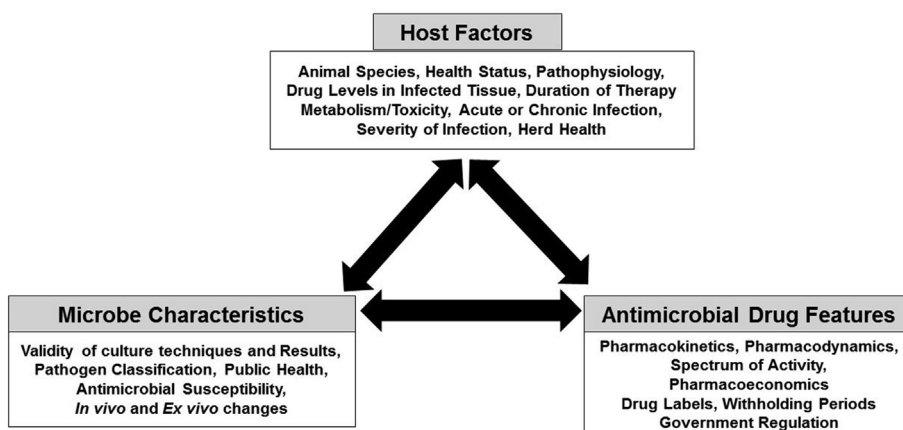 Host Factors
Animal Species, Health Status, Pathophysiology,
Drug Levels in Infected Tissue, Duration of Therapy
Metabolism/Toxicity, Acute or Chronic Infection,
Severity of Infection, Herd Health
Microbe Characteristics
Validity of culture techniques and Results,
Pathogen Classification, Public Health,
Antimicrobial Susceptibility,
In vivo and Ex vivo changes
Antimicrobial Drug Features
Pharmacokinetics, Pharmacodynamics,
Spectrum of Activity,
Pharmacoeconomics
Drug Labels, Withholding Periods
Government Regulation